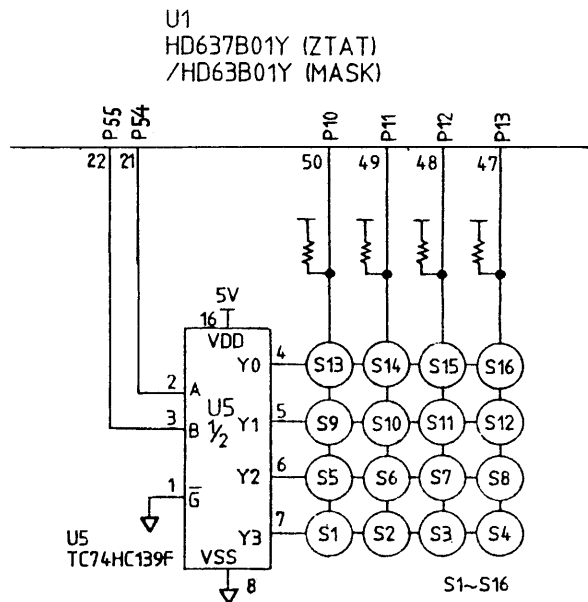 U1
HD637B01Y (ZTAT)
/HD63B01Y (MASK)
P55 P54 P10 P11 P12 P13
22 21 50 49 48 47
5V
16
VDD
2 A Y0 4 S13 S14 S15 S16
U5
1/2
3 B Y1 5 S9 S10 S11 S12
Y2 6 S5 S6 S7 S8
1 G̅
Y3 7 S1 S2 S3 S4
U5
TC74HC139F
VSS
8
S1~S16